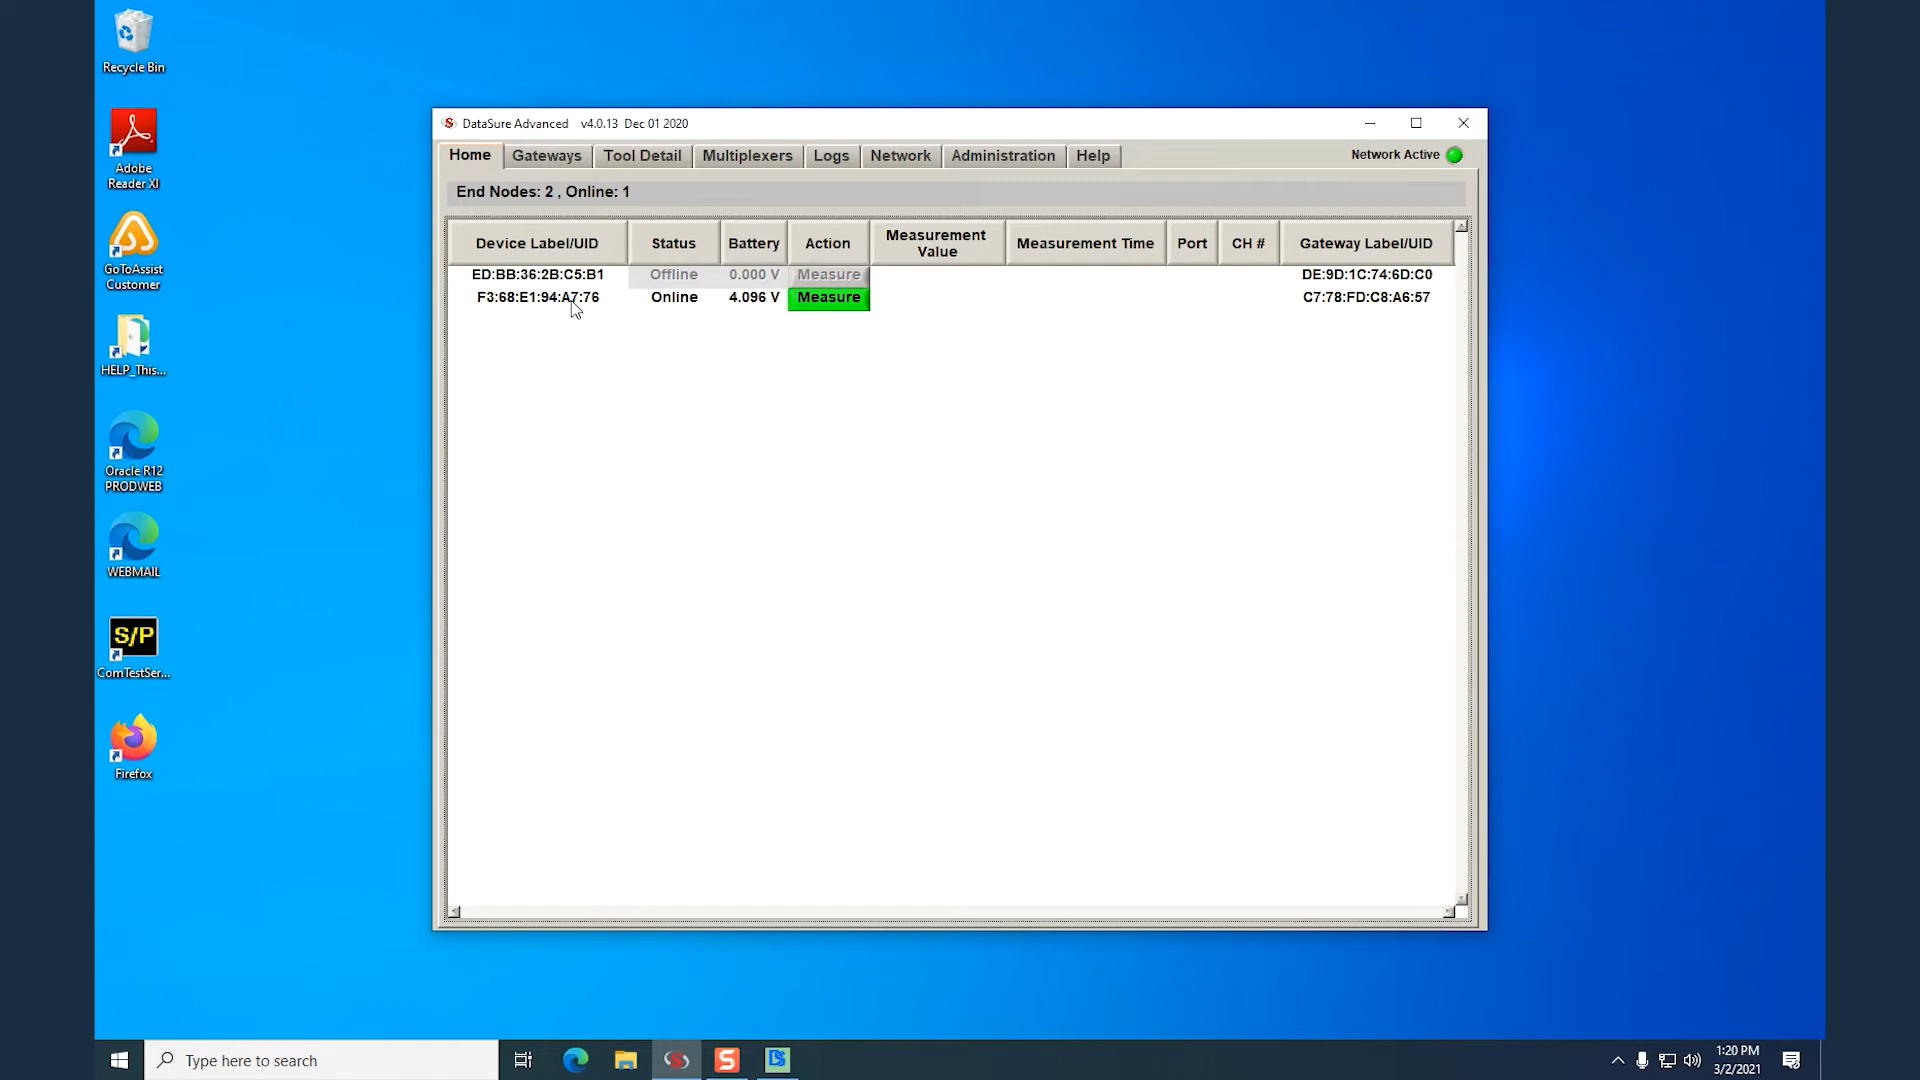 Recycle Bin
Adobe
Reader XI
GoToAssist
Customer
HELP_This...
Oracle R12
PRODWEB
WEBMAIL
S/P
ComTestSer...
Firefox
S DataSure Advanced v4.0.13 Dec 01 2020
Home Gateways Tool Detail Multiplexers Logs Network Administration Help Network Active
End Nodes: 2 , Online: 1
Device Label/UID Status Battery Action Measurement Value Measurement Time Port CH # Gateway Label/UID
ED:BB:36:2B:C5:B1 Offline 0.000 V Measure DE:9D:1C:74:6D:C0
F3:68:E1:94:A7:76 Online 4.096 V Measure C7:78:FD:C8:A6:57
Type here to search
S
S
DS
1:20 PM
3/2/2021